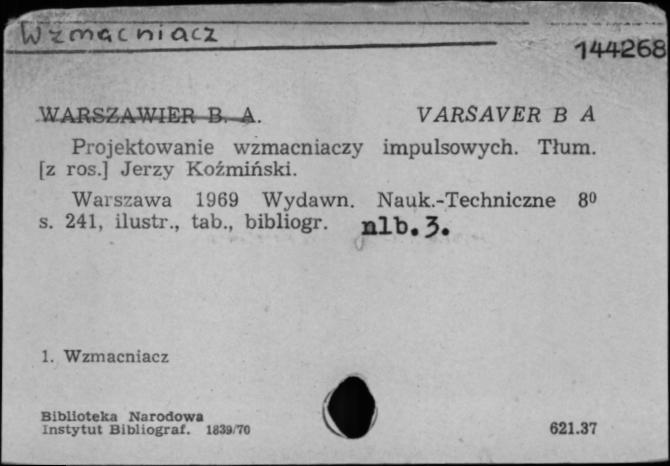 Wzmacniacz
144268
WARSZAWIER B. A. VARSAVER B A
Projektowanie wzmacniaczy impulsowych. Tłum.
[z ros.] Jerzy Koźmiński.
Warszawa 1969 Wydawn. Nauk.-Techniczne 8⁰
s. 241, ilustr., tab., bibliogr. nlb. 3.
1. Wzmacniacz
Biblioteka Narodowa
Instytut Bibliograf. 1839/70
621.37